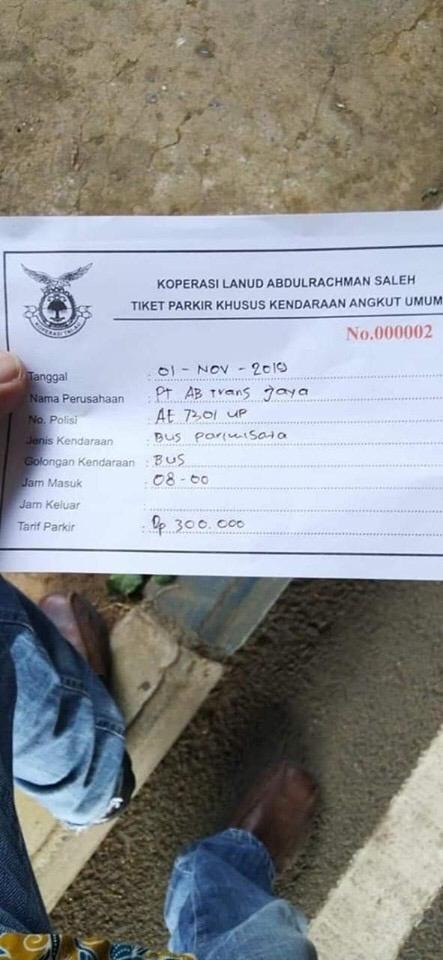 KOPERASI LANUD ABDULRACHMAN SALEH
TIKET PARKIR KHUSUS KENDARAAN ANGKUT UMUM
KOPERASI
No.000002
Tanggal : 01 - NOV - 2019
Nama Perusahaan : PT AB trans jaya
No. Polisi : AE 7301 UP
Jenis Kendaraan : Bus pariwisata
Golongan Kendaraan : BUS
Jam Masuk : 08-00
Jam Keluar :
Tarif Parkir : Rp 300.000